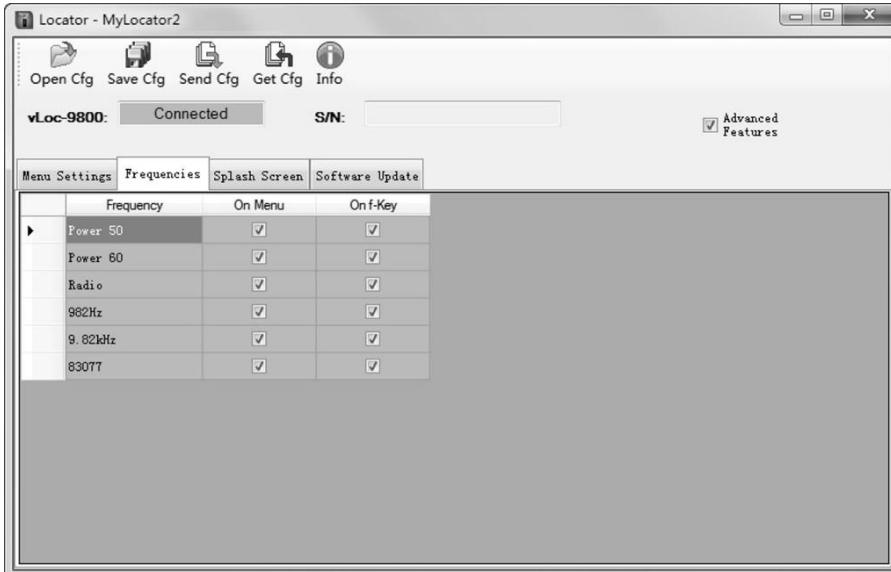 Locator - MyLocator2
Open Cfg Save Cfg Send Cfg Get Cfg Info
vLoc-9800: Connected S/N: Advanced Features
Menu Settings Frequencies Splash Screen Software Update
Frequency On Menu On f-Key
Power 50
Power 60
Radio
982Hz
9.82kHz
83077